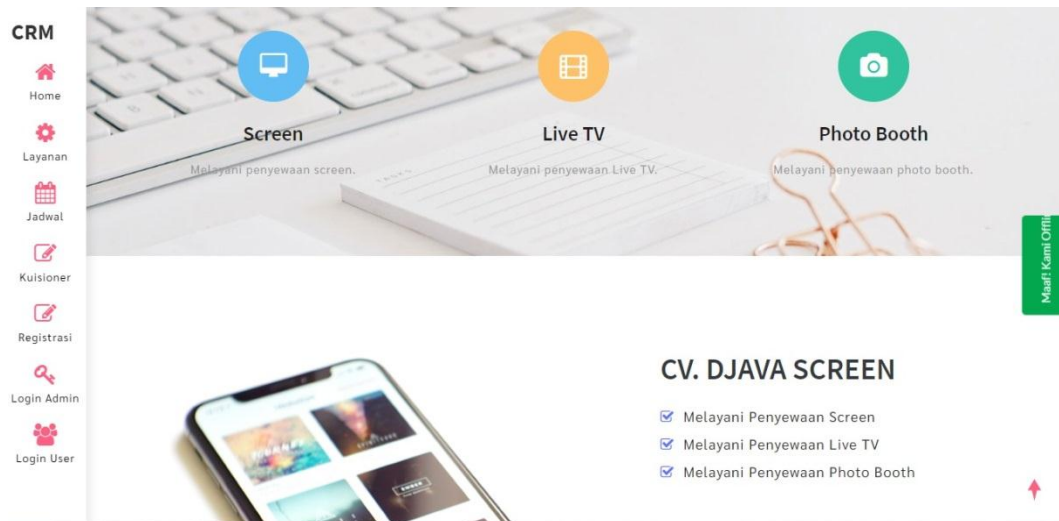 CRM
Home
Layanan
Jadwal
Kuisioner
Registrasi
Login Admin
Login User
Screen
Melayani penyewaan screen.
Live TV
Melayani penyewaan Live TV.
Photo Booth
Melayani penyewaan photo booth.
TASKS
Maaf! Kami Offli
CV. DJAVA SCREEN
Melayani Penyewaan Screen
Melayani Penyewaan Live TV
Melayani Penyewaan Photo Booth